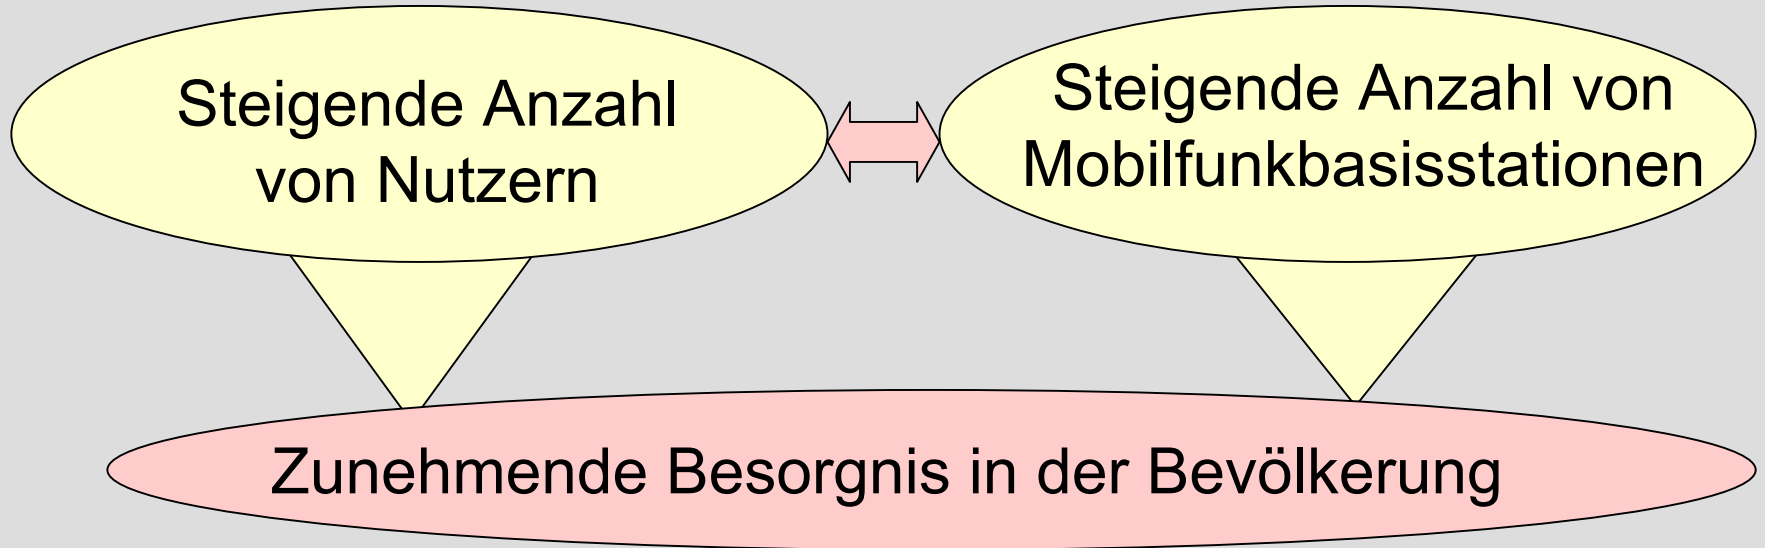 Steigende Anzahl
von Nutzern
Steigende Anzahl von
Mobilfunkbasisstationen
Zunehmende Besorgnis in der Bevölkerung